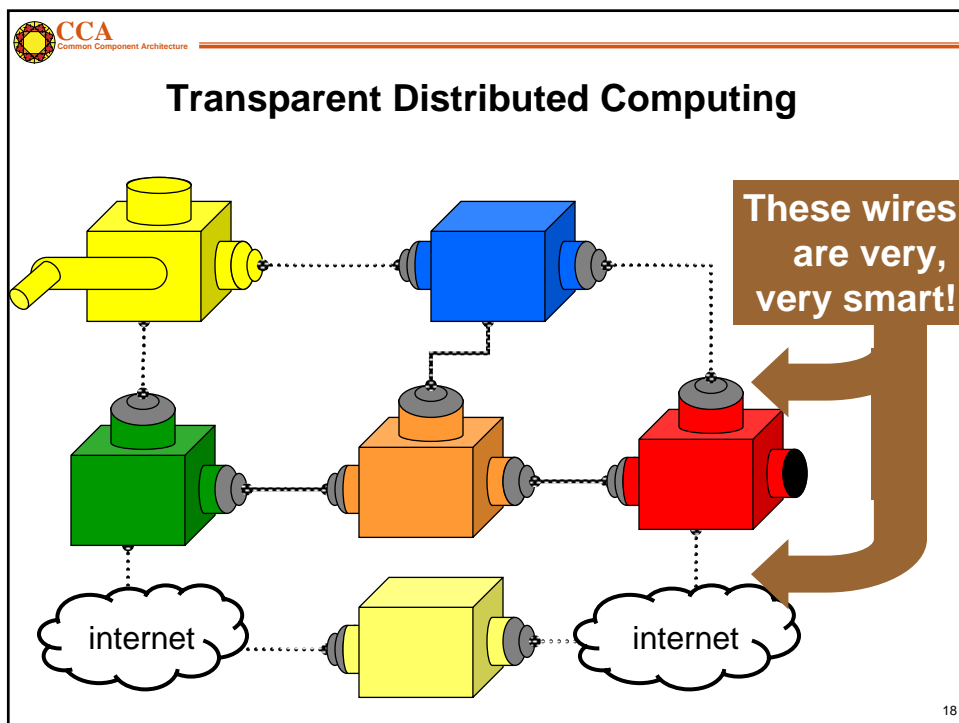 CCA
Common Component Architecture
Transparent Distributed Computing
These wires
are very,
very smart!
internet
internet
18